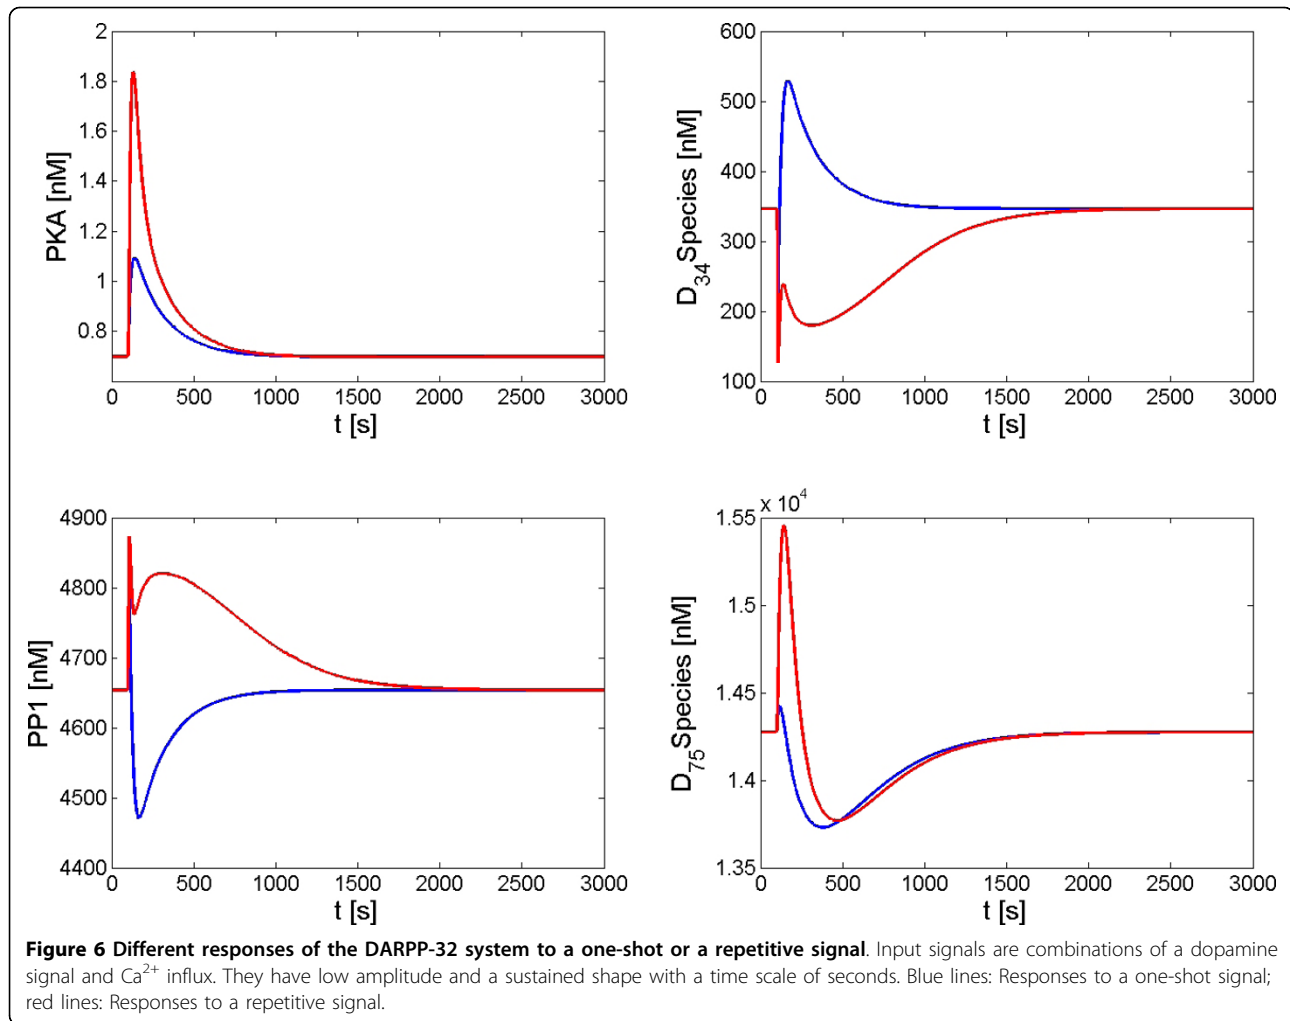 2
1.8
1.6
1.4
1.2
1
0.8
PKA [nM]
0 500 1000 1500 2000 2500 3000
t [s]
600
500
400
300
200
100
D34Species [nM]
0 500 1000 1500 2000 2500 3000
t [s]
4900
4800
4700
4600
4500
4400
PP1 [nM]
0 500 1000 1500 2000 2500 3000
t [s]
x 10^4
1.55
1.5
1.45
1.4
1.35
D75Species [nM]
0 500 1000 1500 2000 2500 3000
t [s]
Figure 6 Different responses of the DARPP-32 system to a one-shot or a repetitive signal. Input signals are combinations of a dopamine
signal and Ca2+ influx. They have low amplitude and a sustained shape with a time scale of seconds. Blue lines: Responses to a one-shot signal;
red lines: Responses to a repetitive signal.